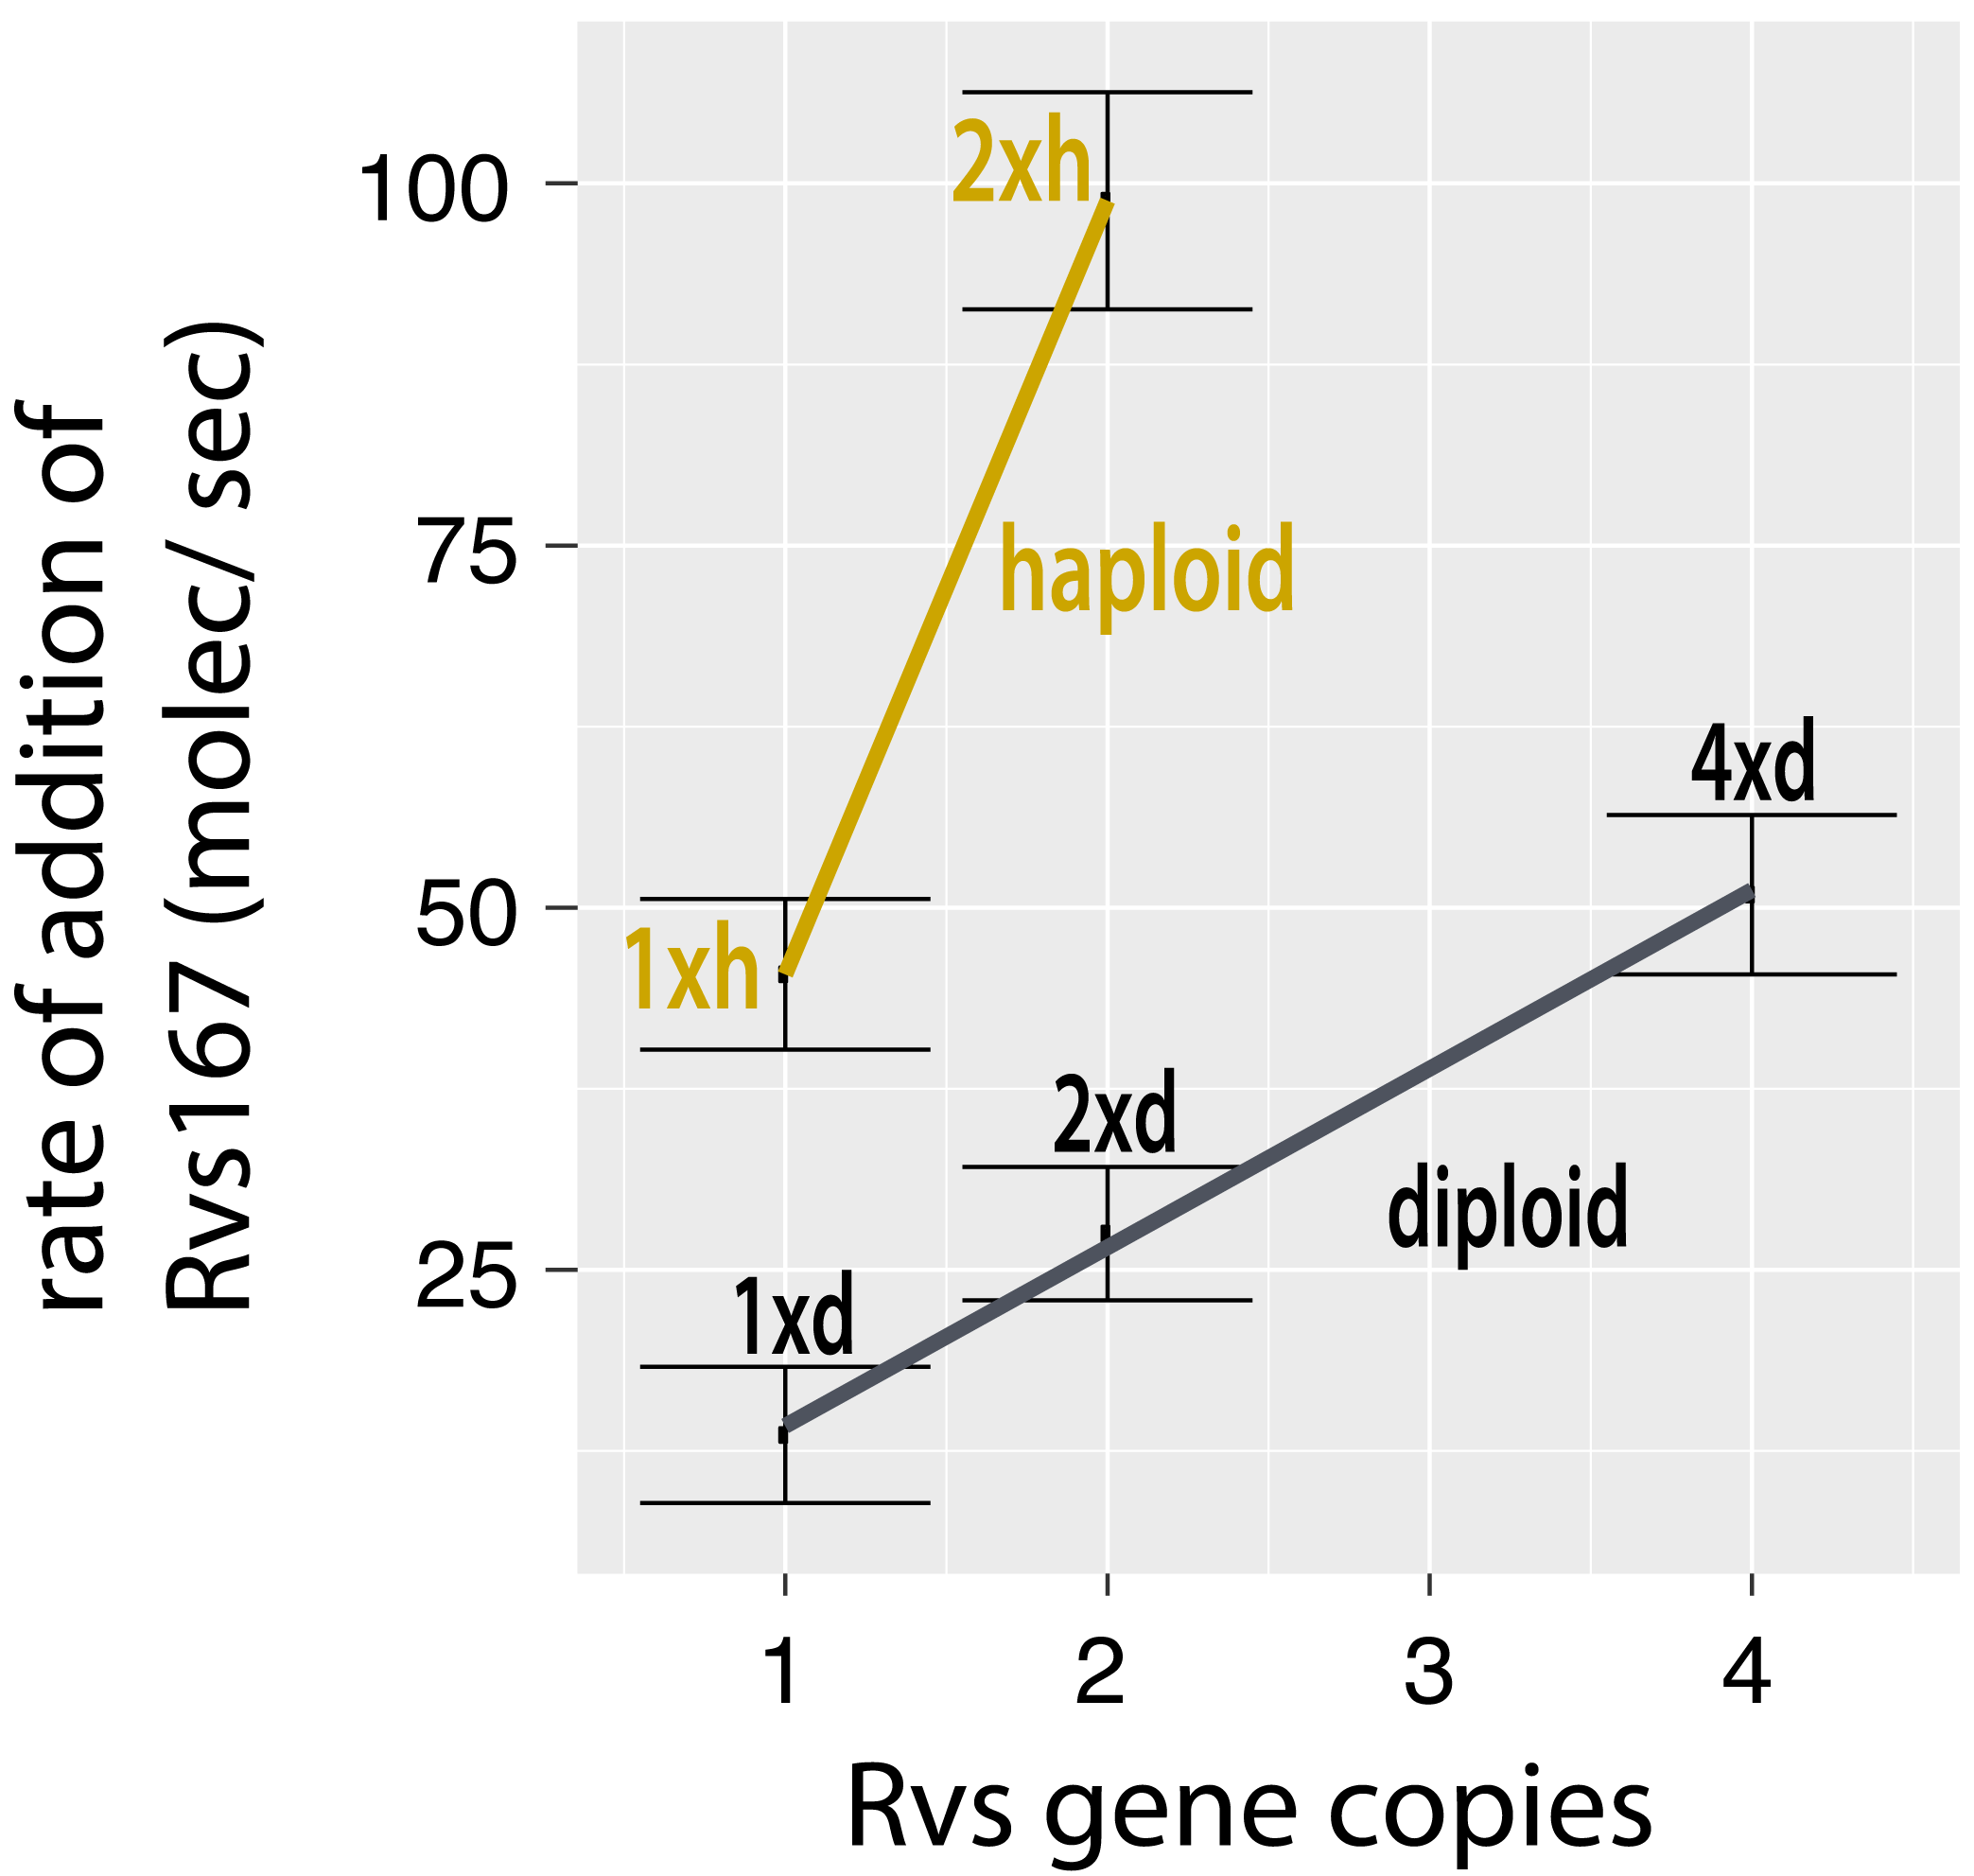 rate of addition of
Rvs167 (molec/ sec)
100
75
50
25
2xh
haploid
1xh
4xd
2xd
diploid
1xd
1 2 3 4
Rvs gene copies